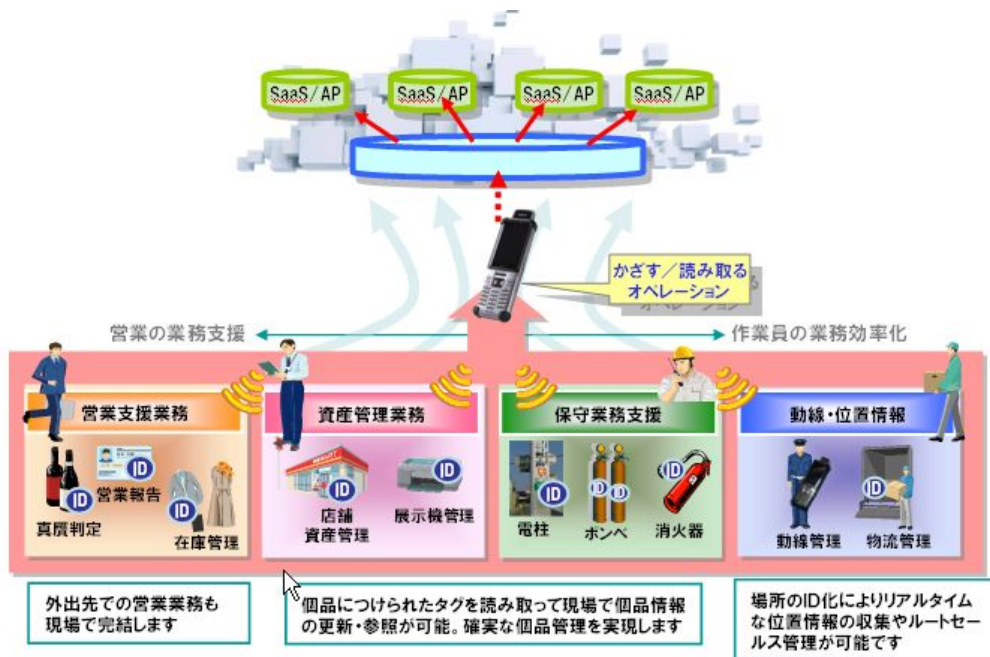 SaaS/AP
SaaS/AP
SaaS/AP
SaaS/AP
かざす／読み取る
オペレーション
営業の業務支援
作業員の業務効率化
営業支援業務
資産管理業務
保守業務支援
動線・位置情報
ID
営業報告
ID
真贋判定
ID
在庫管理
ID
店舗
資産管理
ID
展示機管理
ID
電柱
ID
ID
ボンベ
ID
消火器
動線管理
ID
物流管理
外出先での営業業務も
現場で完結します
個品につけられたタグを読み取って現場で個品情報
の更新・参照が可能。確実な個品管理を実現します
場所のID化によりリアルタイム
な位置情報の収集やルートセー
ルス管理が可能です